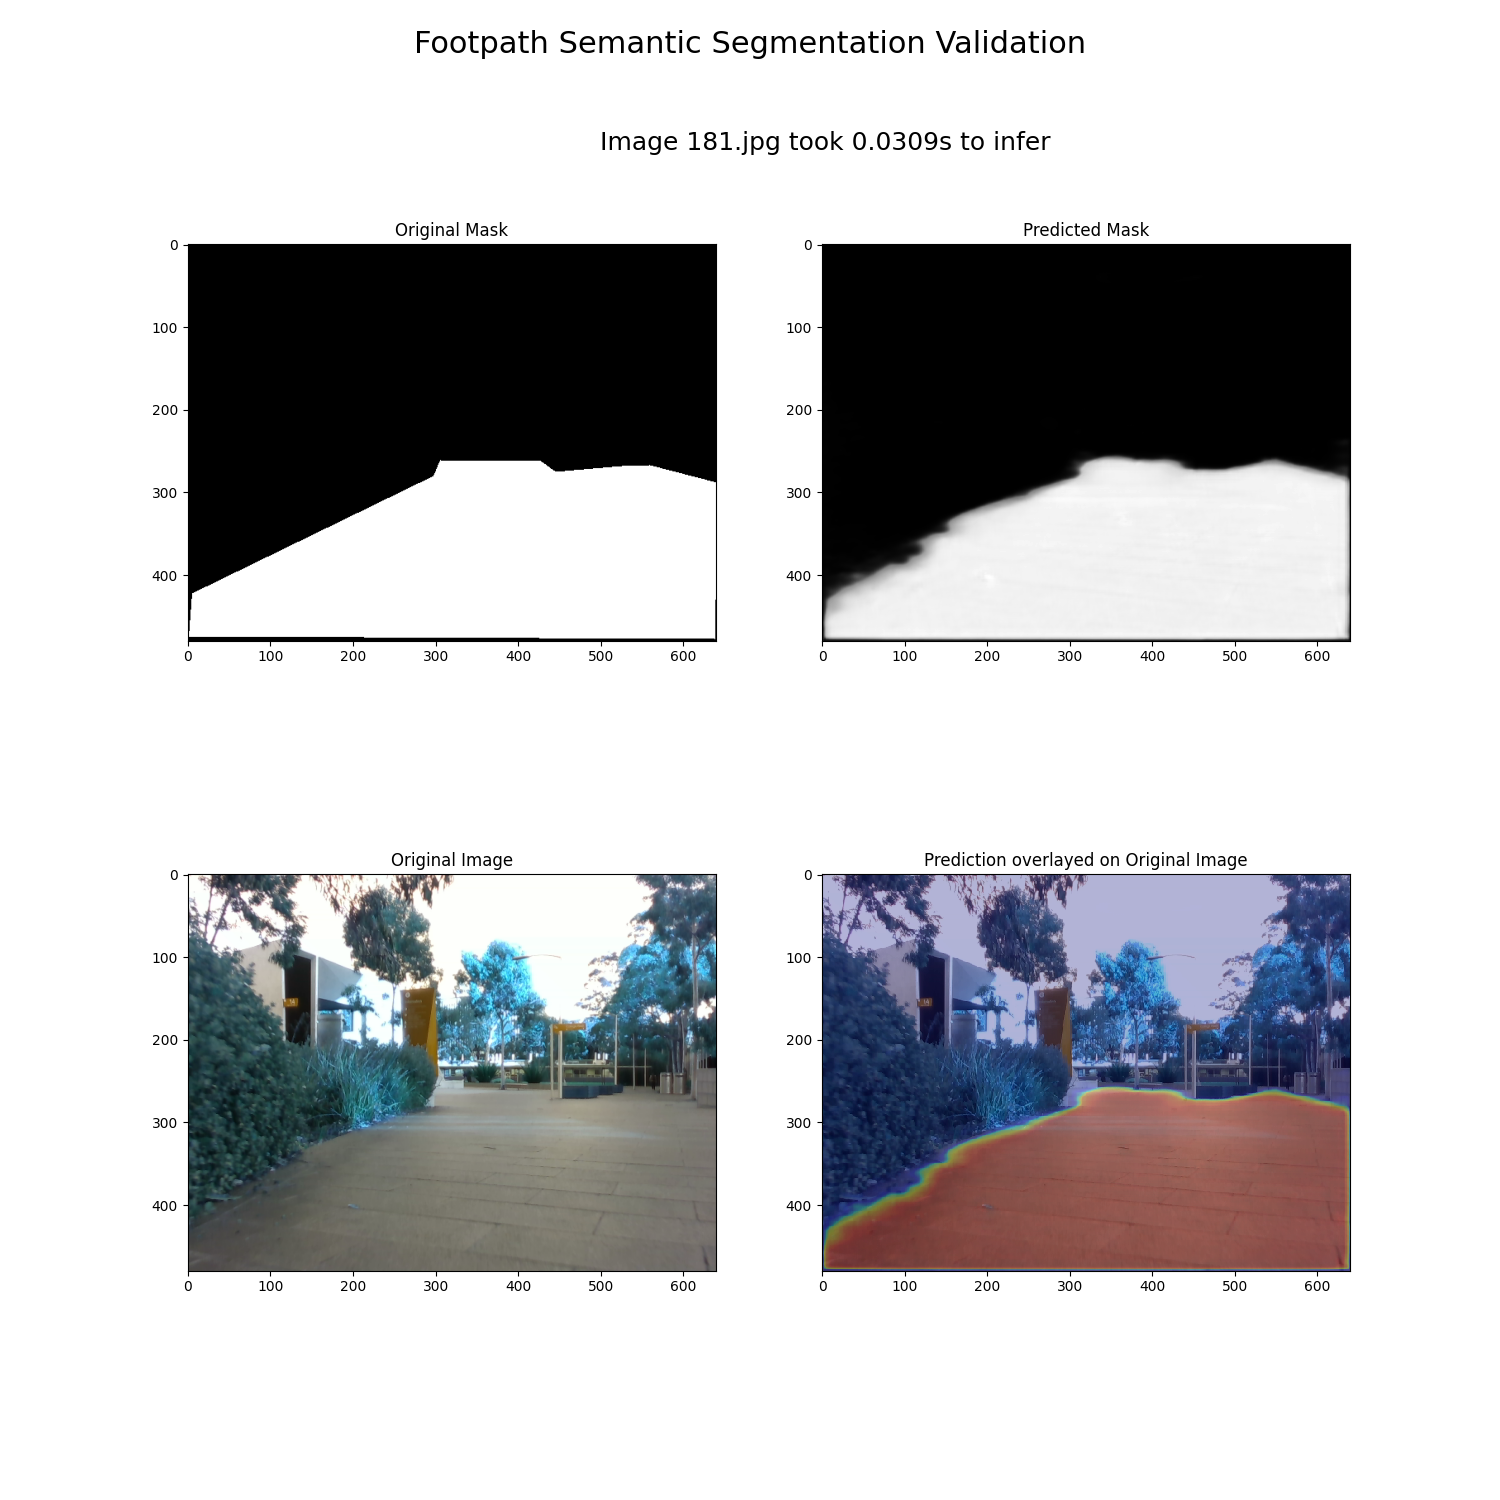 Footpath Semantic Segmentation Validation
Image 181.jpg took 0.0309s to infer
Original Mask
0
100
200
300
400
0 100 200 300 400 500 600
Predicted Mask
0
100
200
300
400
0 100 200 300 400 500 600
Original Image
0
100
200
300
400
0 100 200 300 400 500 600
Prediction overlayed on Original Image
0
100
200
300
400
0 100 200 300 400 500 600